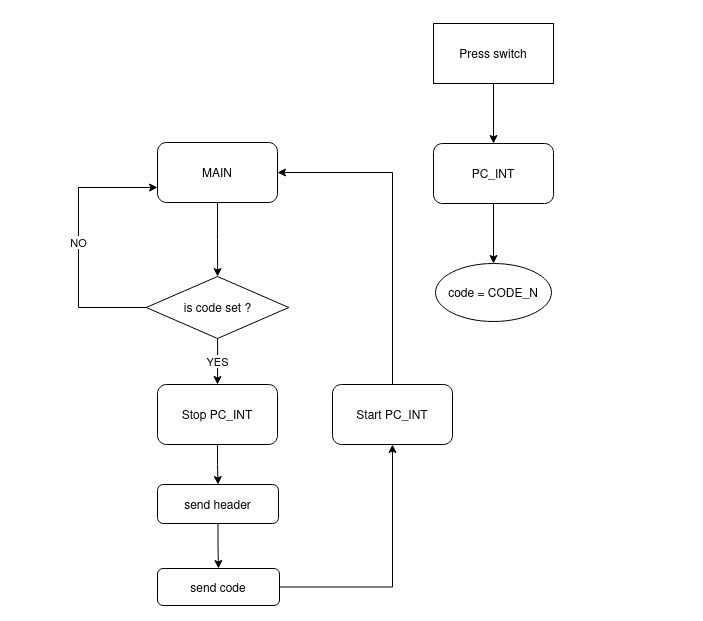 Press switch
MAIN
PC_INT
NO
code = CODE_N
is code set ?
YES
Stop PC_INT
Start PC_INT
send header
send code